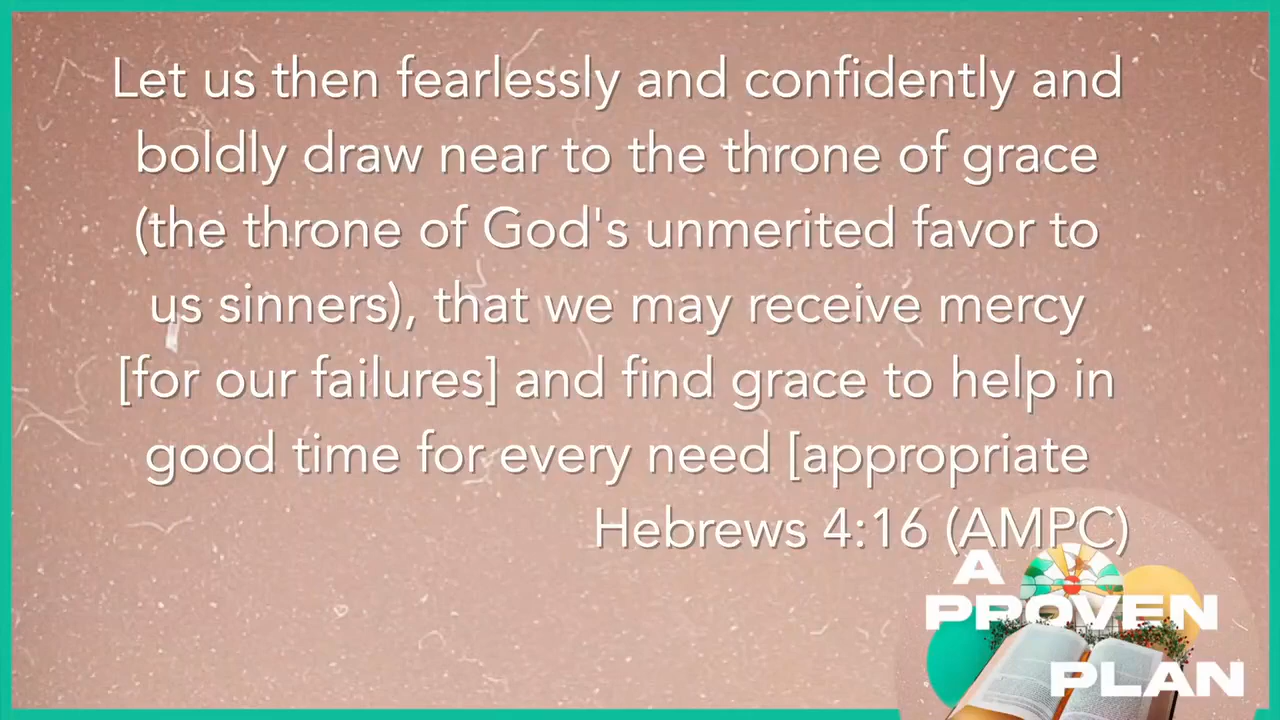 Let us then fearlessly and confidently and
boldly draw near to the throne of grace
(the throne of God's unmerited favor to
us sinners), that we may receive mercy
[for our failures] and find grace to help in
good time for every need [appropriate
Hebrews 4:16 (AMPC)
A
PROVEN
PLAN